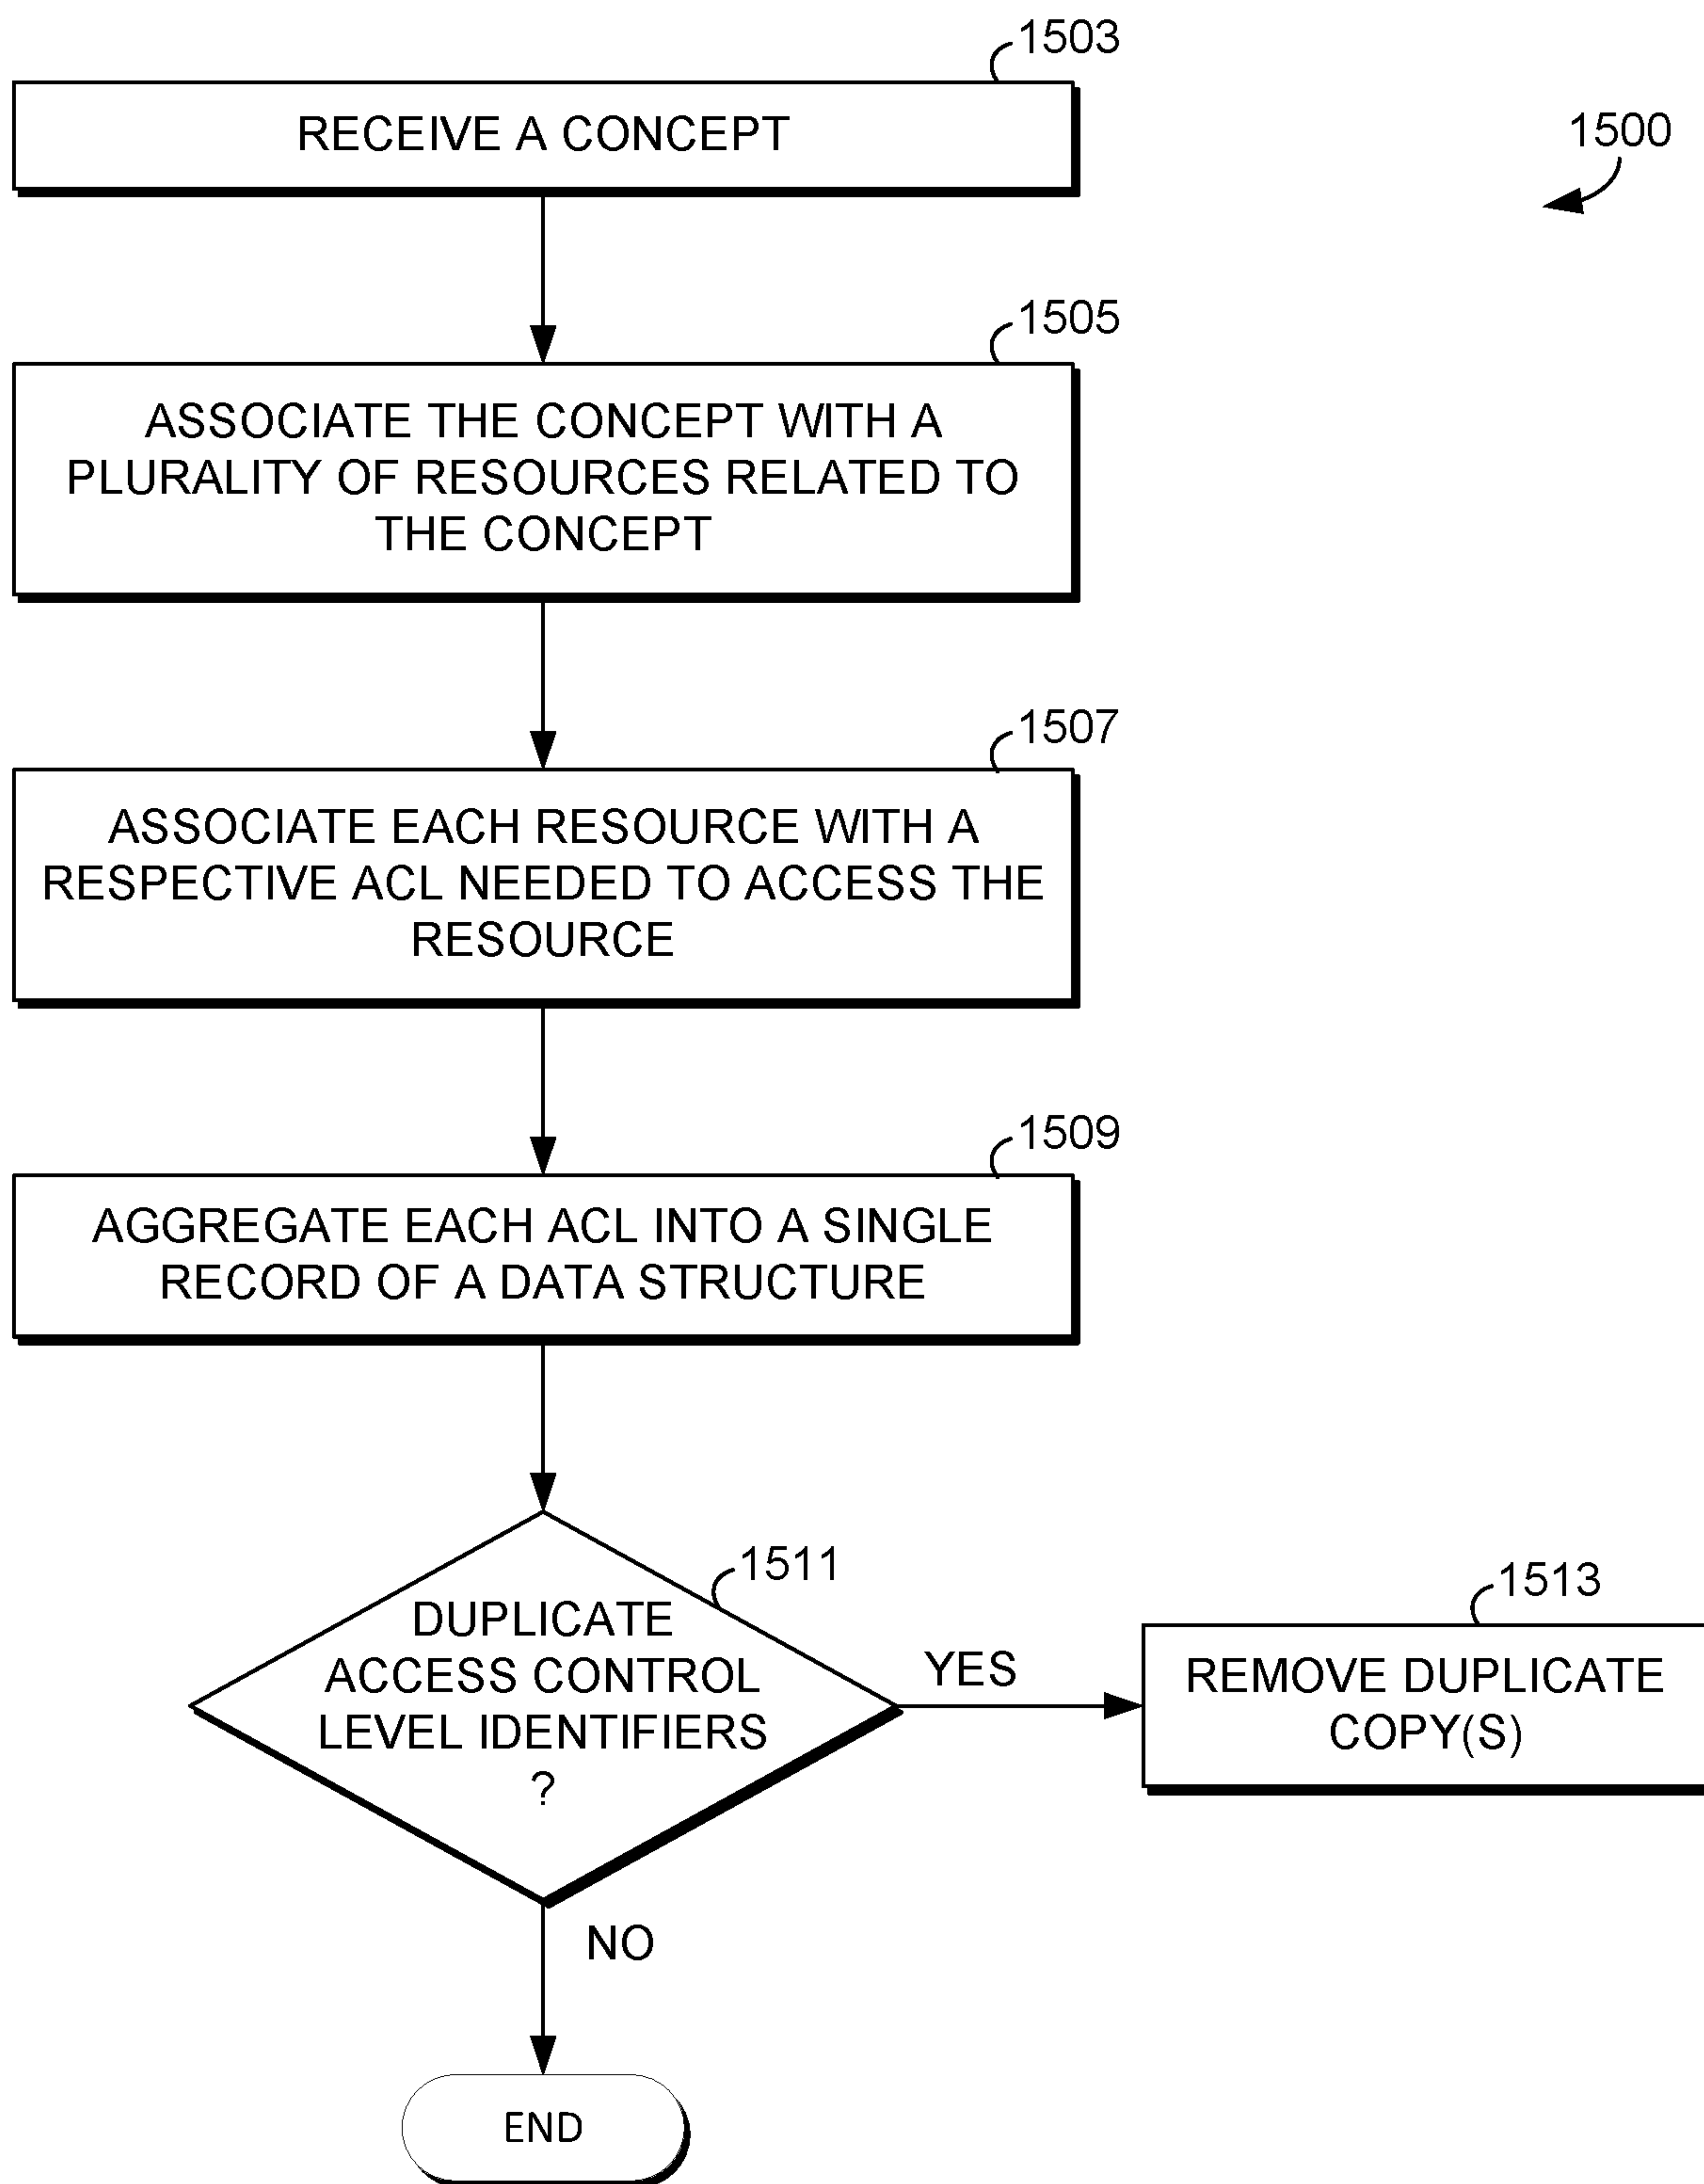 1503
RECEIVE A CONCEPT
1500
1505
ASSOCIATE THE CONCEPT WITH A
PLURALITY OF RESOURCES RELATED TO
THE CONCEPT
1507
ASSOCIATE EACH RESOURCE WITH A
RESPECTIVE ACL NEEDED TO ACCESS THE
RESOURCE
1509
AGGREGATE EACH ACL INTO A SINGLE
RECORD OF A DATA STRUCTURE
1511
DUPLICATE
ACCESS CONTROL
LEVEL IDENTIFIERS
?
YES
1513
REMOVE DUPLICATE
COPY(S)
NO
END